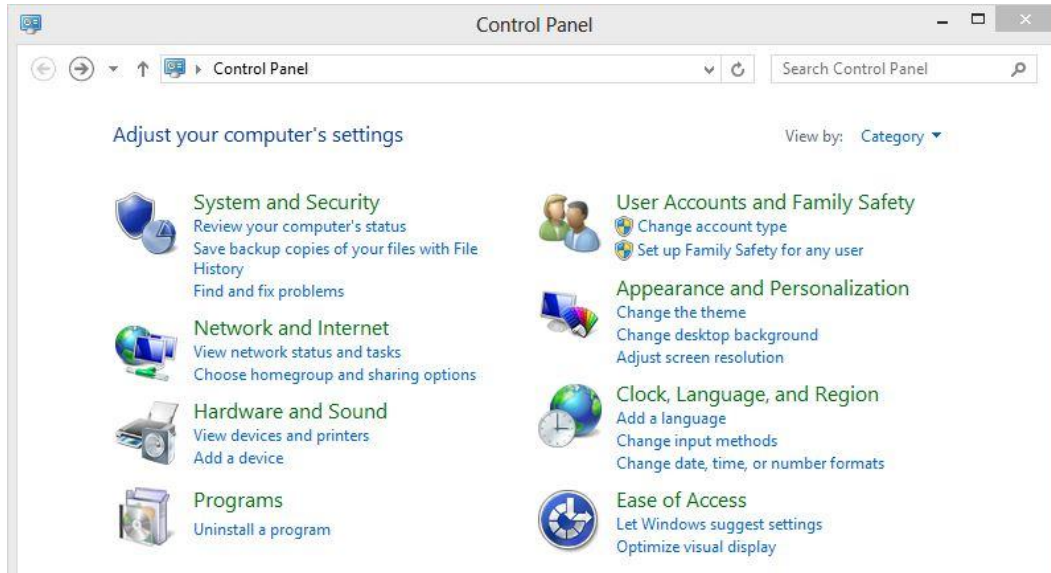 Control Panel
Control Panel
Search Control Panel
Adjust your computer's settings
View by: Category
System and Security
Review your computer's status
Save backup copies of your files with File
History
Find and fix problems
Network and Internet
View network status and tasks
Choose homegroup and sharing options
Hardware and Sound
View devices and printers
Add a device
Programs
Uninstall a program
User Accounts and Family Safety
Change account type
Set up Family Safety for any user
Appearance and Personalization
Change the theme
Change desktop background
Adjust screen resolution
Clock, Language, and Region
Add a language
Change input methods
Change date, time, or number formats
Ease of Access
Let Windows suggest settings
Optimize visual display